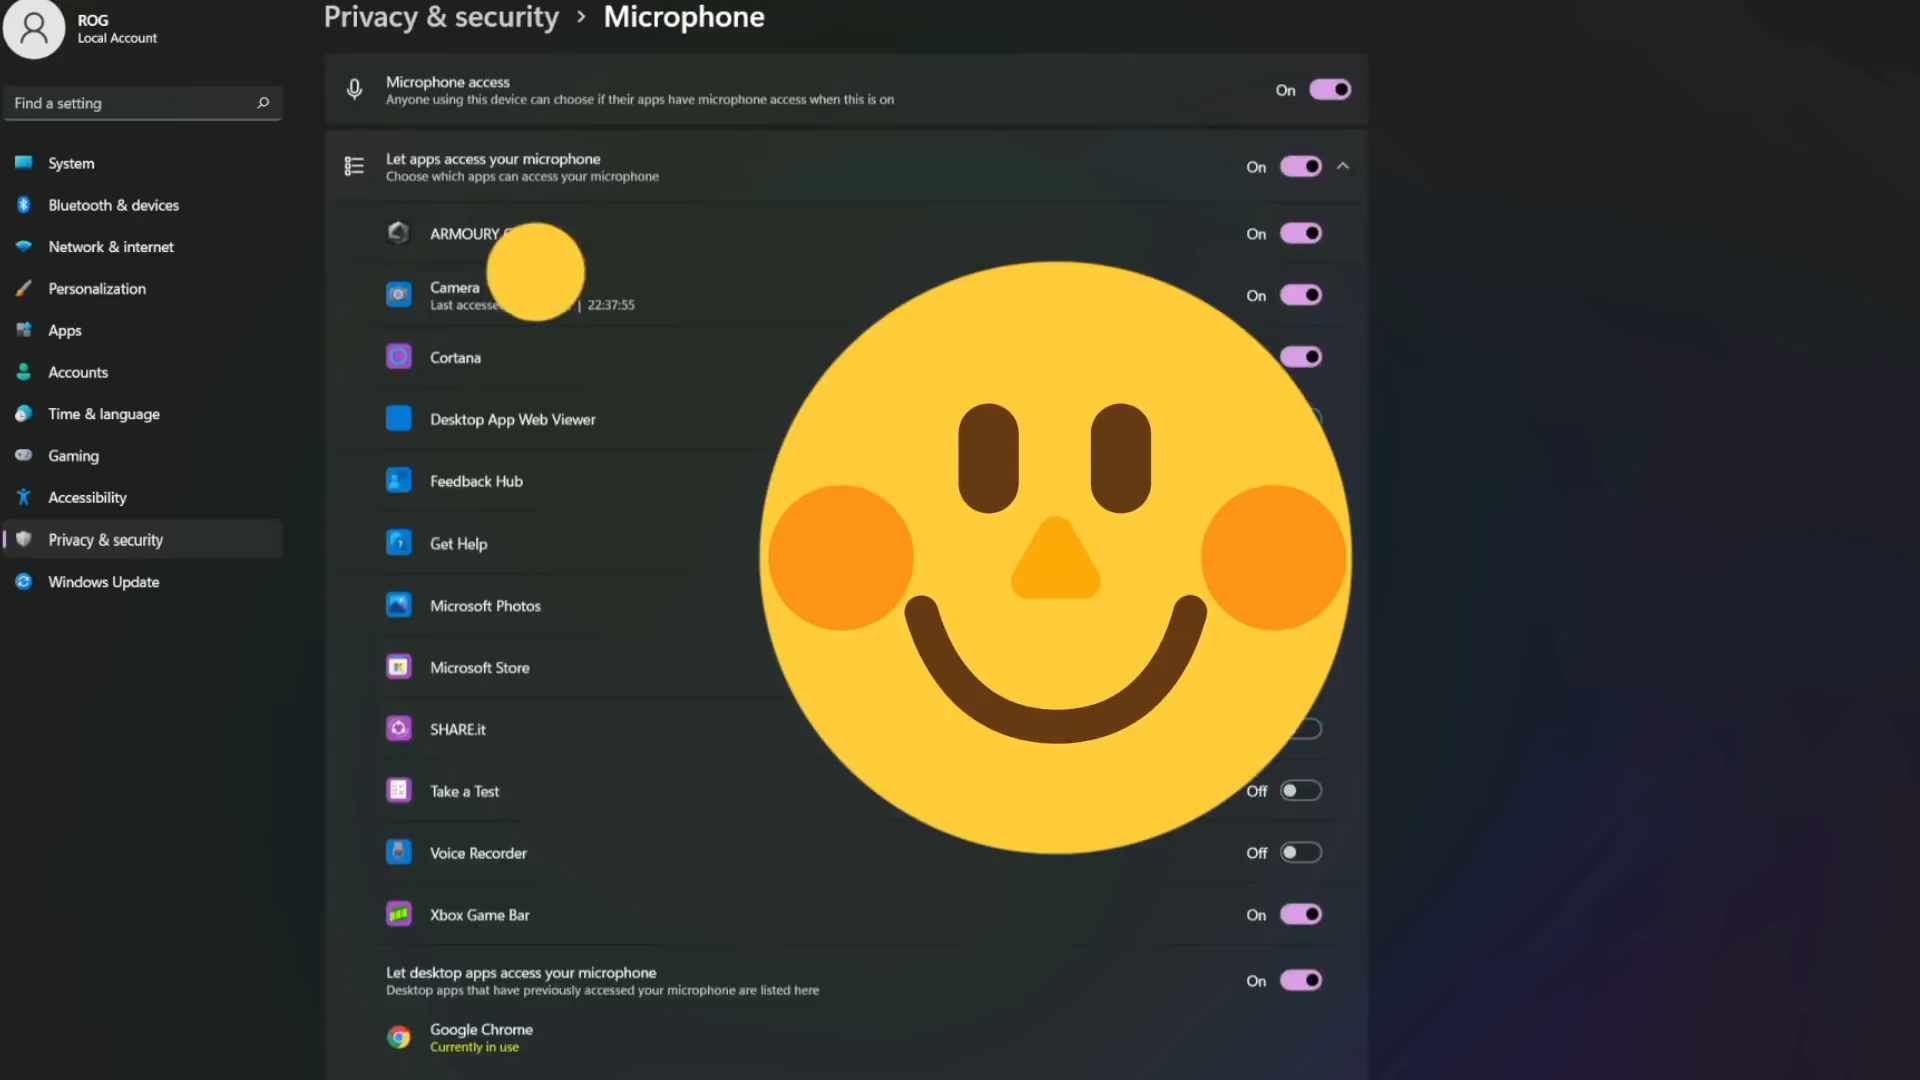 ROG
Local Account
Find a setting
System
Bluetooth & devices
Network & internet
Personalization
Apps
Accounts
Time & language
Gaming
Accessibility
Privacy & security
Windows Update
Privacy & security > Microphone
Microphone access
Anyone using this device can choose if their apps have microphone access when this is on
On
Let apps access your microphone
Choose which apps can access your microphone
On
ARMOURY
On
Camera
Last accesse | 22:37:55
On
Cortana
Desktop App Web Viewer
Feedback Hub
Get Help
Microsoft Photos
Microsoft Store
SHARE.it
Take a Test
Off
Voice Recorder
Off
Xbox Game Bar
On
Let desktop apps access your microphone
Desktop apps that have previously accessed your microphone are listed here
On
Google Chrome
Currently in use